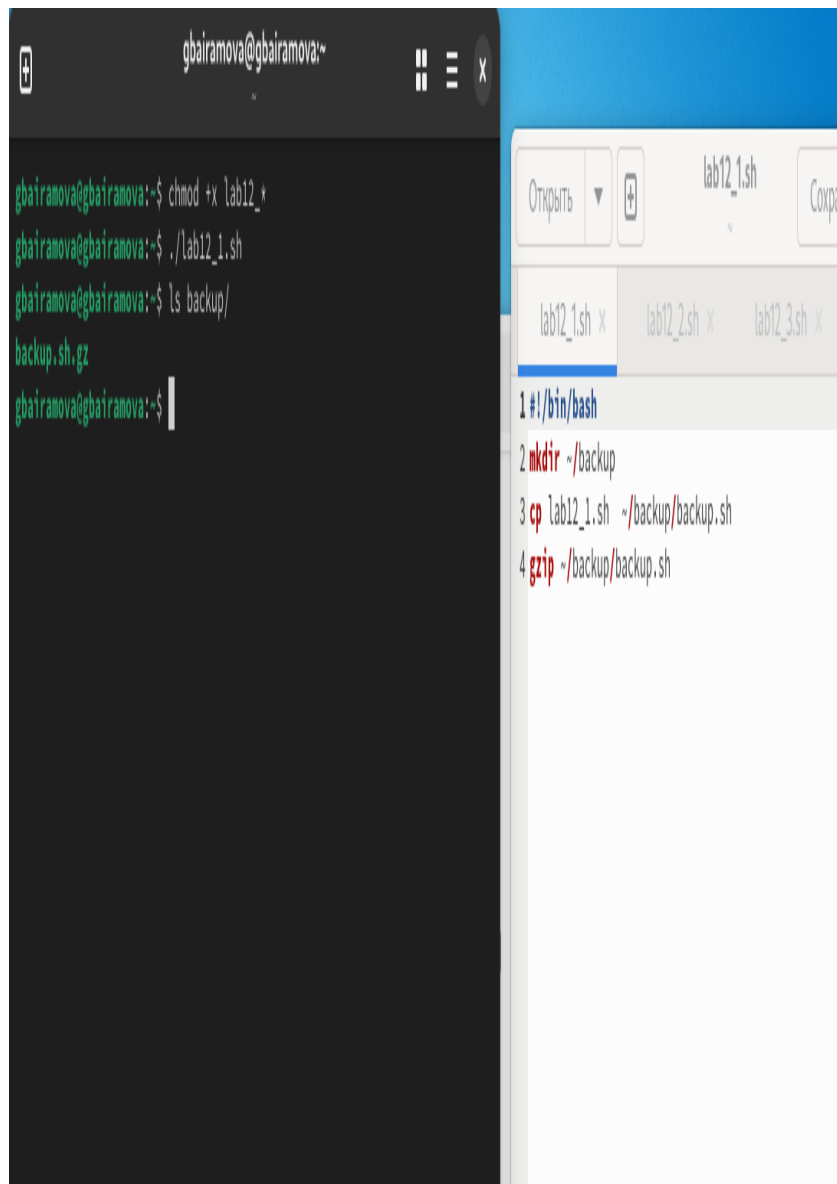 gbairamova@gbairamova:~
~
gbairamova@gbairamova:~$ chmod +x lab12_*
gbairamova@gbairamova:~$ ./lab12_1.sh
gbairamova@gbairamova:~$ ls backup/
backup.sh.gz
gbairamova@gbairamova:~$
Открыть
lab12_1.sh
~
lab12_1.sh × lab12_2.sh × lab12_3.sh ×
1 #!/bin/bash
2 mkdir ~/backup
3 cp lab12_1.sh ~/backup/backup.sh
4 gzip ~/backup/backup.sh